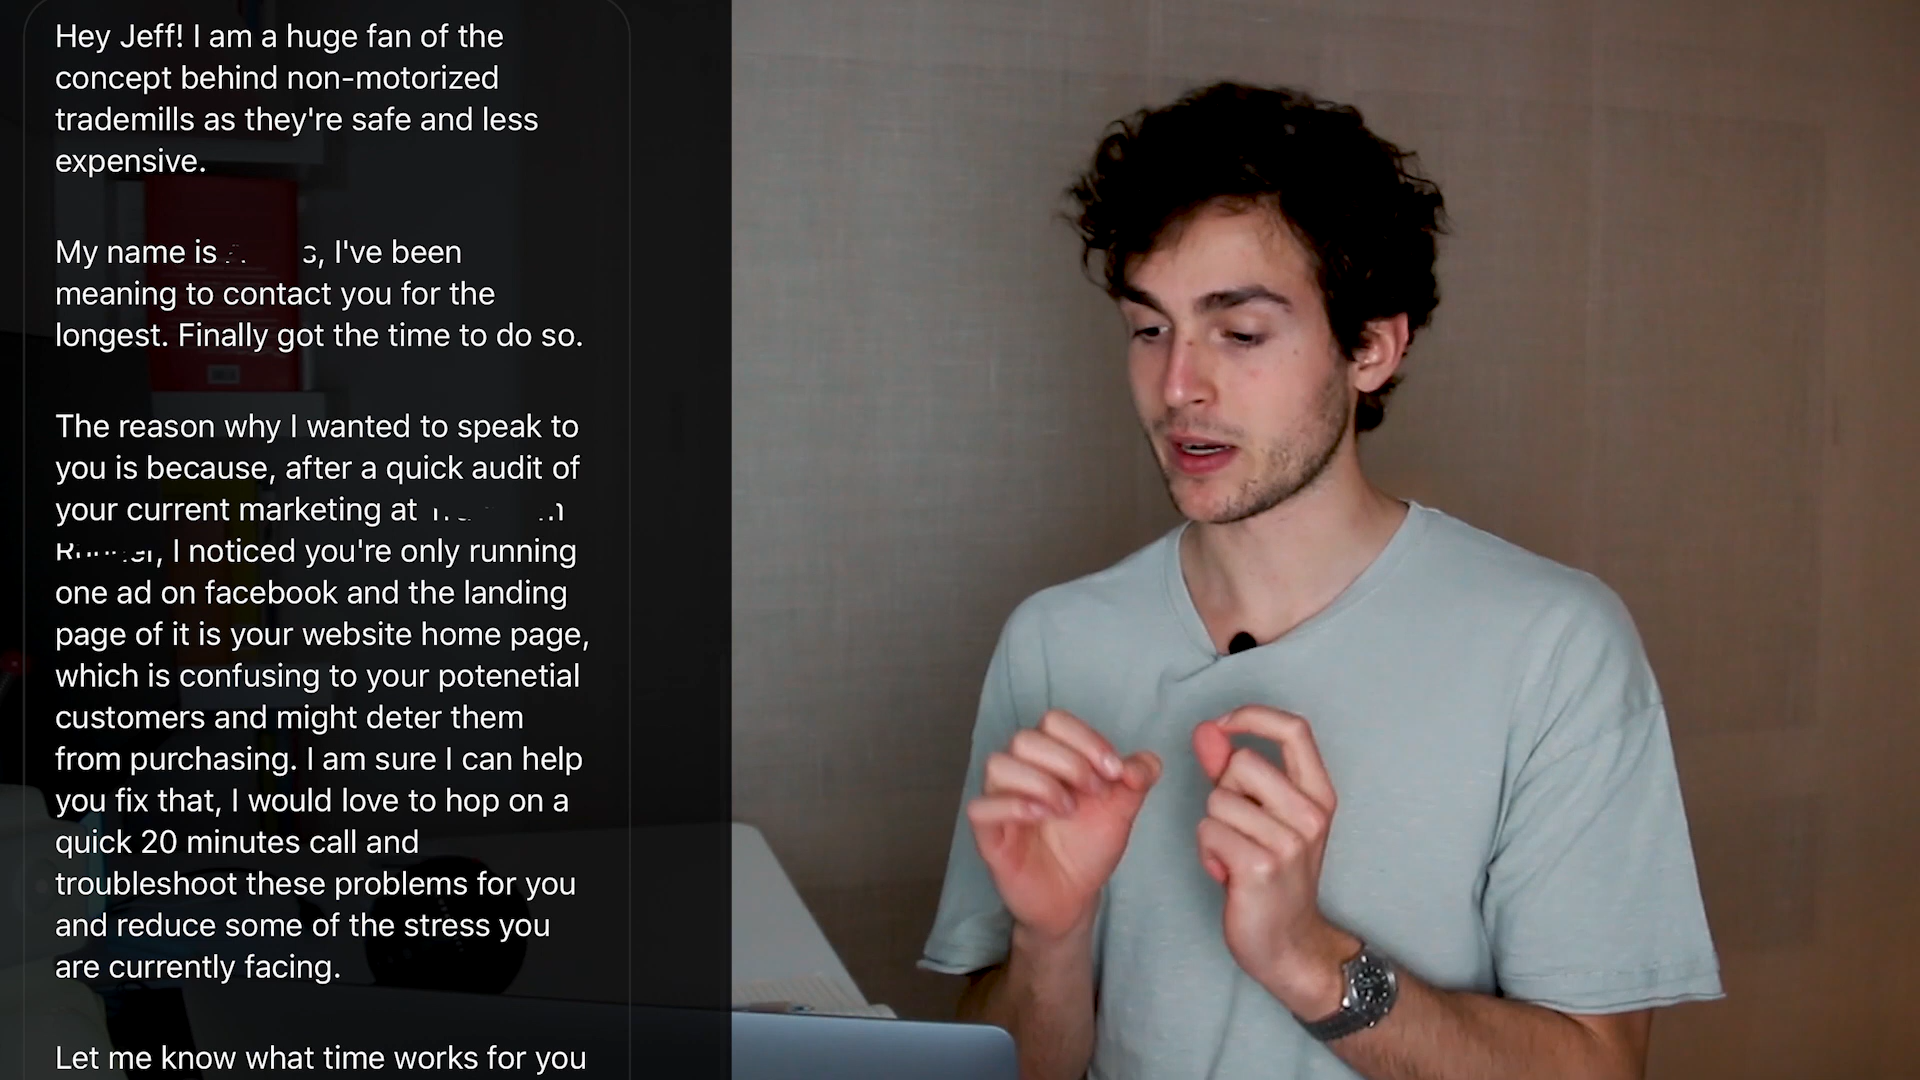 Hey Jeff! I am a huge fan of the
concept behind non-motorized
trademills as they're safe and less
expensive.
My name is , I've been
meaning to contact you for the
longest. Finally got the time to do so.
The reason why I wanted to speak to
you is because, after a quick audit of
your current marketing at
, I noticed you're only running
one ad on facebook and the landing
page of it is your website home page,
which is confusing to your potenetial
customers and might deter them
from purchasing. I am sure I can help
you fix that, I would love to hop on a
quick 20 minutes call and
troubleshoot these problems for you
and reduce some of the stress you
are currently facing.
Let me know what time works for you